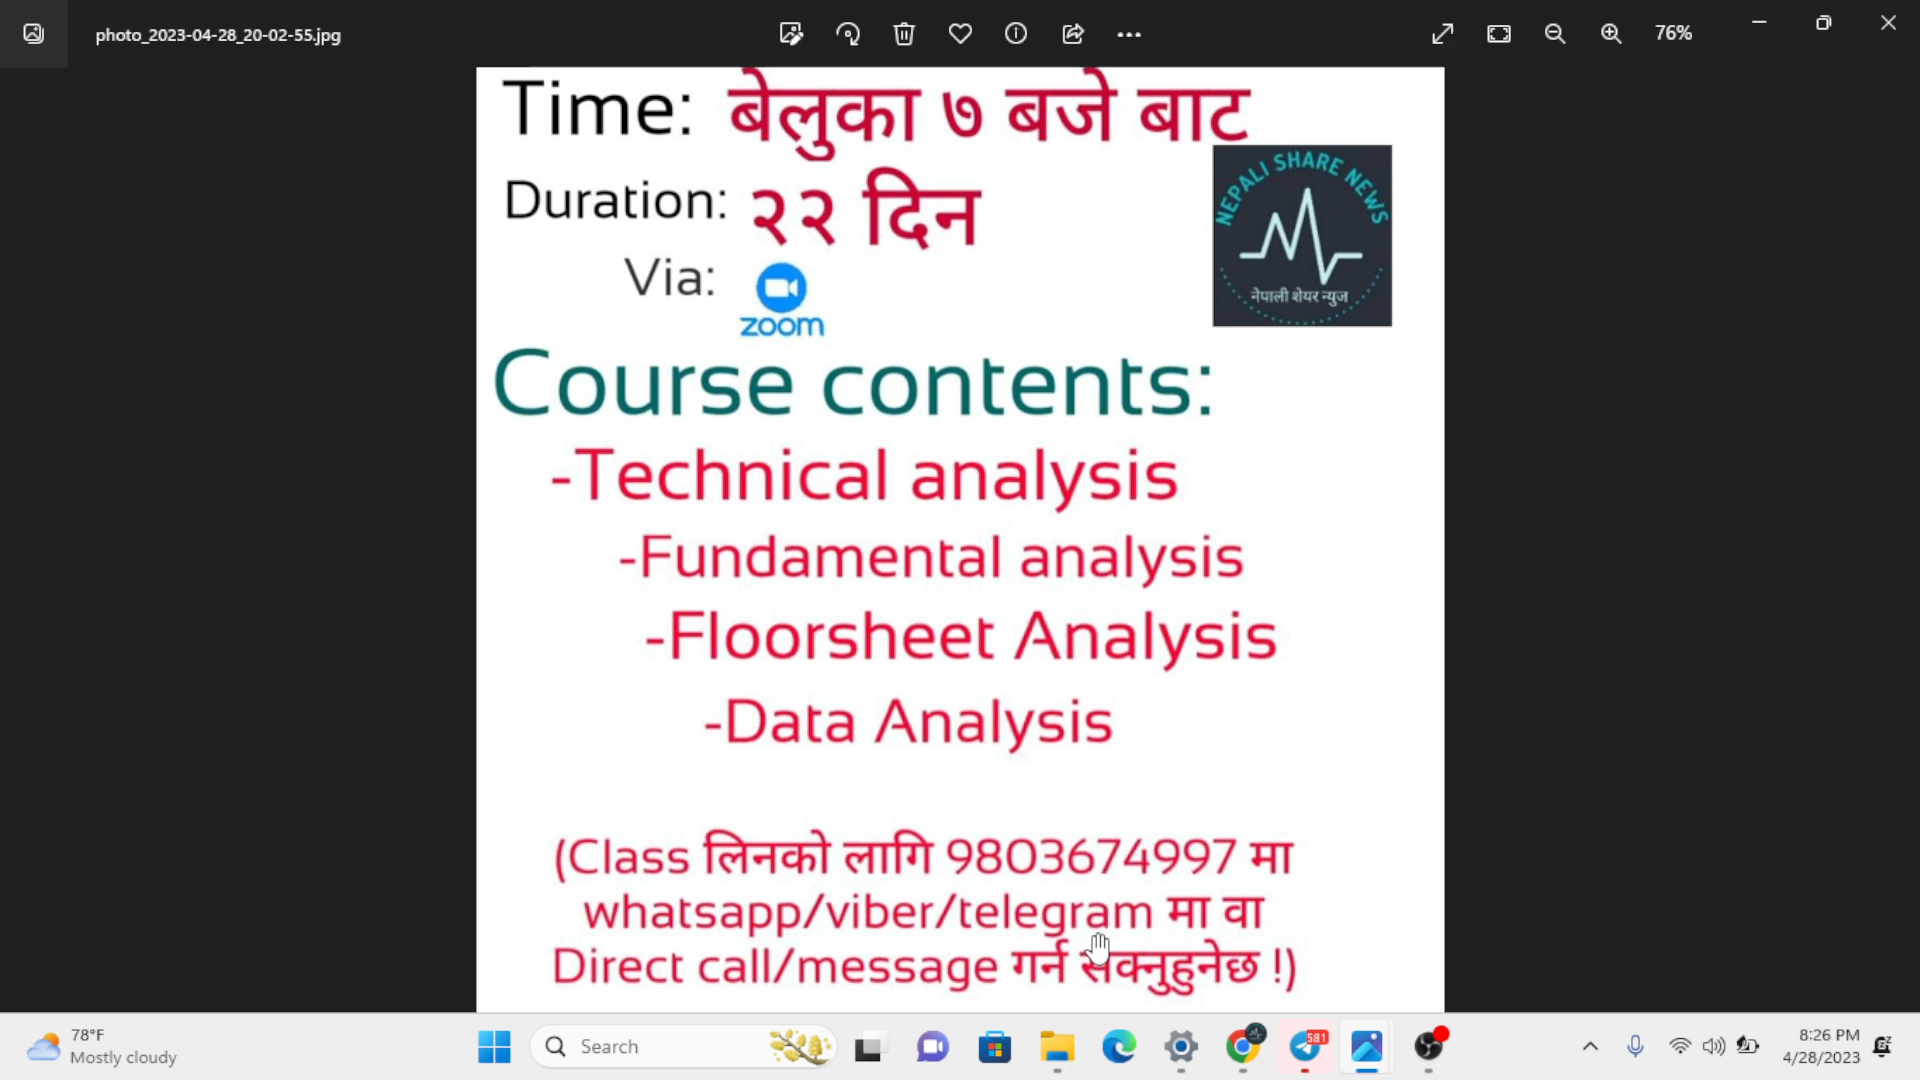 photo_2023-04-28_20-02-55.jpg
76%
Time: बेलुका ७ बजे बाट
NEPALI SHARE NEWS
नेपाली शेयर न्युज
Duration: २२ दिन
Via:
zoom
Course contents:
-Technical analysis
-Fundamental analysis
-Floorsheet Analysis
-Data Analysis
(Class लिनको लागि 9803674997 मा
whatsapp/viber/telegram मा वा
Direct call/message गर्न सक्नुहुनेछ !)
78°F
Mostly cloudy
Search
581
8:26 PM
4/28/2023